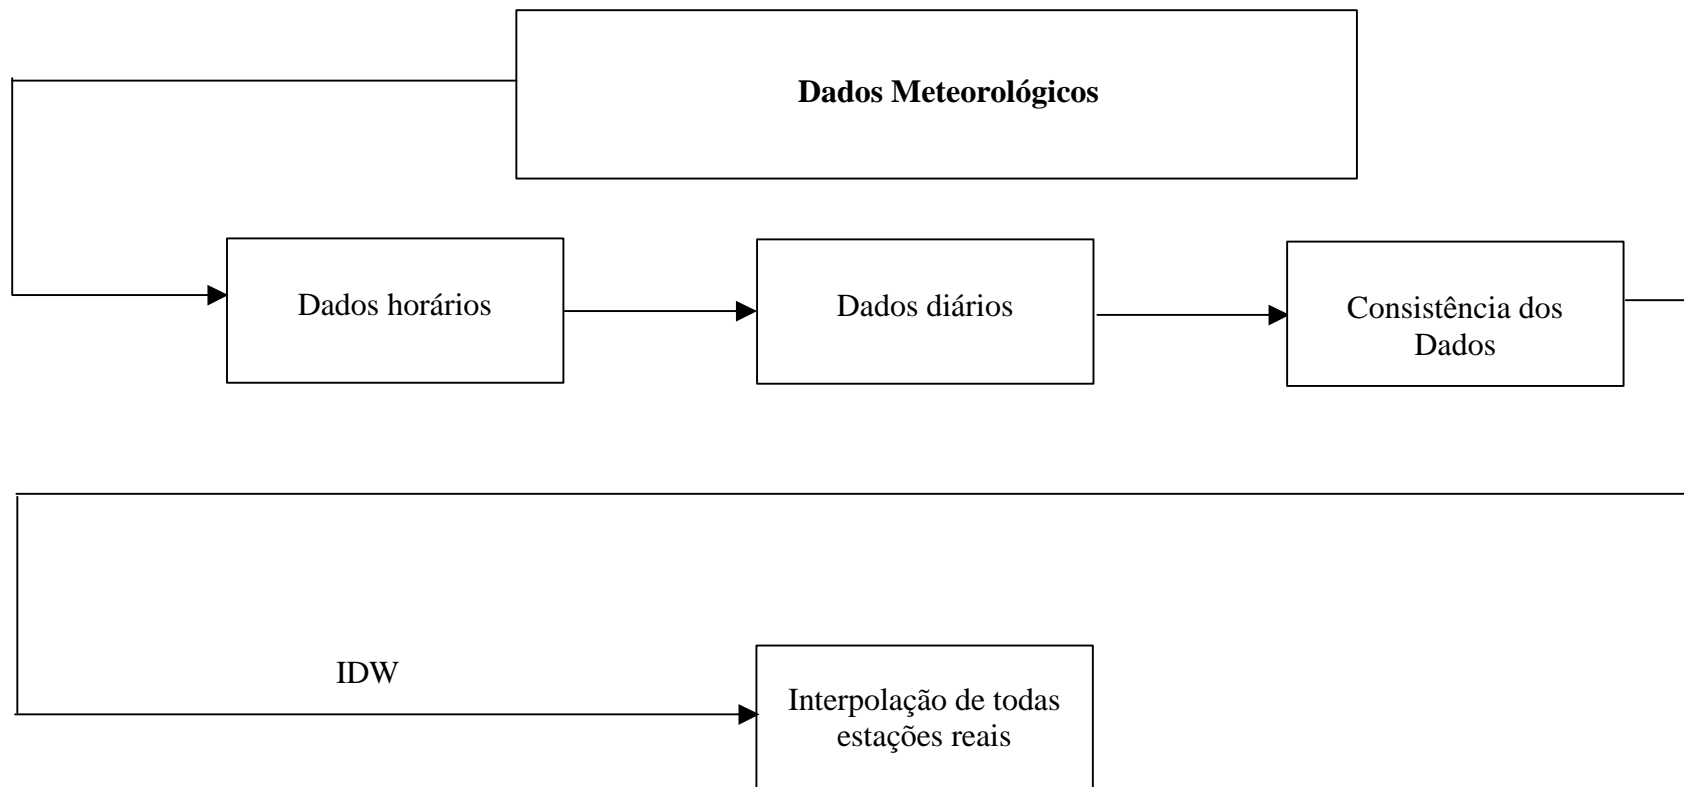 Dados Meteorológicos
Dados horários
Dados diários
Consistência dos
Dados
IDW
Interpolação de todas
estações reais